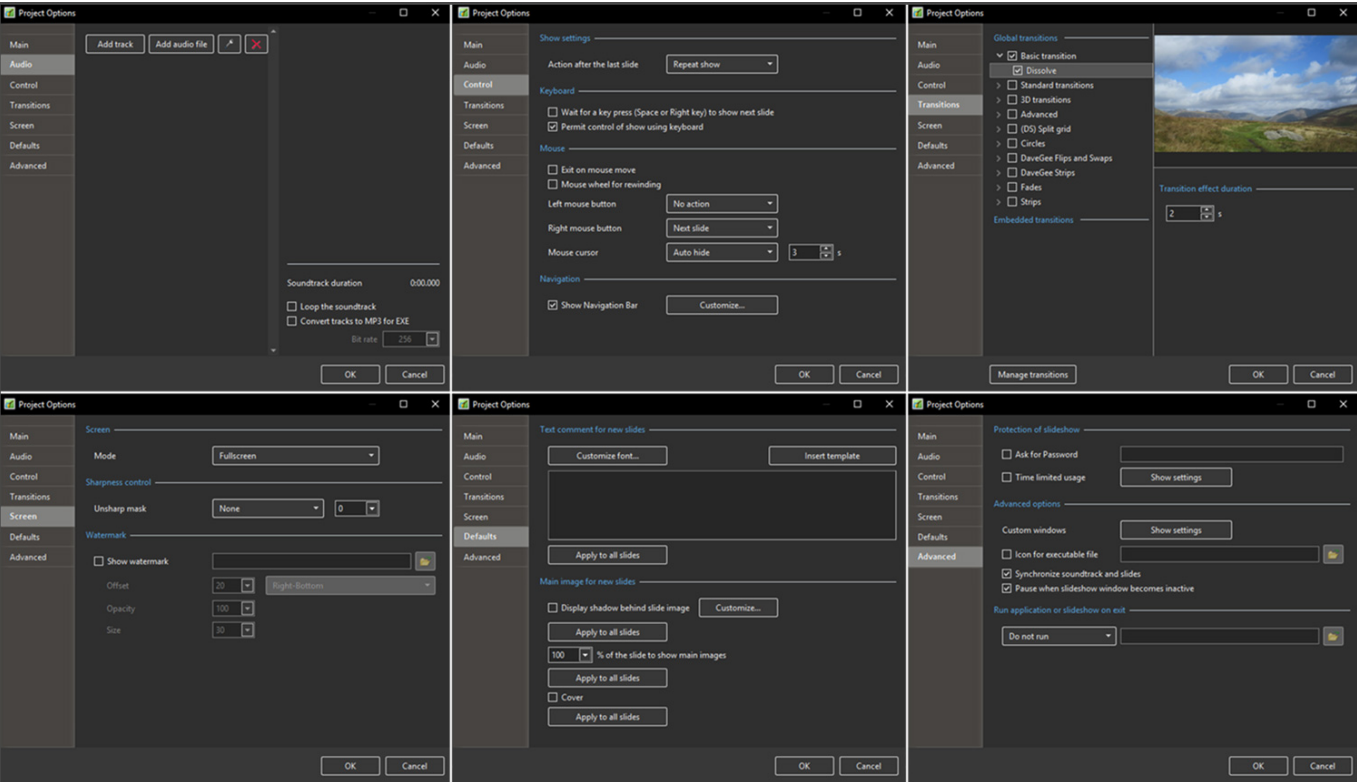 Project Options
Main
Audio
Control
Transitions
Screen
Defaults
Advanced
Add track
Add audio file
Soundtrack duration 0:00.000
Loop the soundtrack
Convert tracks to MP3 for EXE
Bit rate 256
OK Cancel
Project Options
Main
Audio
Control
Transitions
Screen
Defaults
Advanced
Show settings
Action after the last slide Repeat show
Keyboard
Wait for a key press (Space or Right key) to show next slide
Permit control of show using keyboard
Mouse
Exit on mouse move
Mouse wheel for rewinding
Left mouse button No action
Right mouse button Next slide
Mouse cursor Auto hide 3 s
Navigation
Show Navigation Bar Customize...
OK Cancel
Project Options
Main
Audio
Control
Transitions
Screen
Defaults
Advanced
Global transitions
Basic transition
Dissolve
Standard transitions
3D transitions
Advanced
(DS) Split grid
Circles
DaveGee Flips and Swaps
DaveGee Strips
Fades
Strips
Embedded transitions
Transition effect duration
2 s
Manage transitions OK Cancel
Project Options
Main
Audio
Control
Transitions
Screen
Defaults
Advanced
Screen
Mode Fullscreen
Sharpness control
Unsharp mask None 0
Watermark
Show watermark
Offset 20 Right-Bottom
Opacity 100
Size 30
OK Cancel
Project Options
Main
Audio
Control
Transitions
Screen
Defaults
Advanced
Text comment for new slides
Customize font... Insert template
Apply to all slides
Main image for new slides
Display shadow behind slide image Customize...
Apply to all slides
100 % of the slide to show main images
Apply to all slides
Cover
Apply to all slides
OK Cancel
Project Options
Main
Audio
Control
Transitions
Screen
Defaults
Advanced
Protection of slideshow
Ask for Password
Time limited usage Show settings
Advanced options
Custom windows Show settings
Icon for executable file
Synchronize soundtrack and slides
Pause when slideshow window becomes inactive
Run application or slideshow on exit
Do not run
OK Cancel